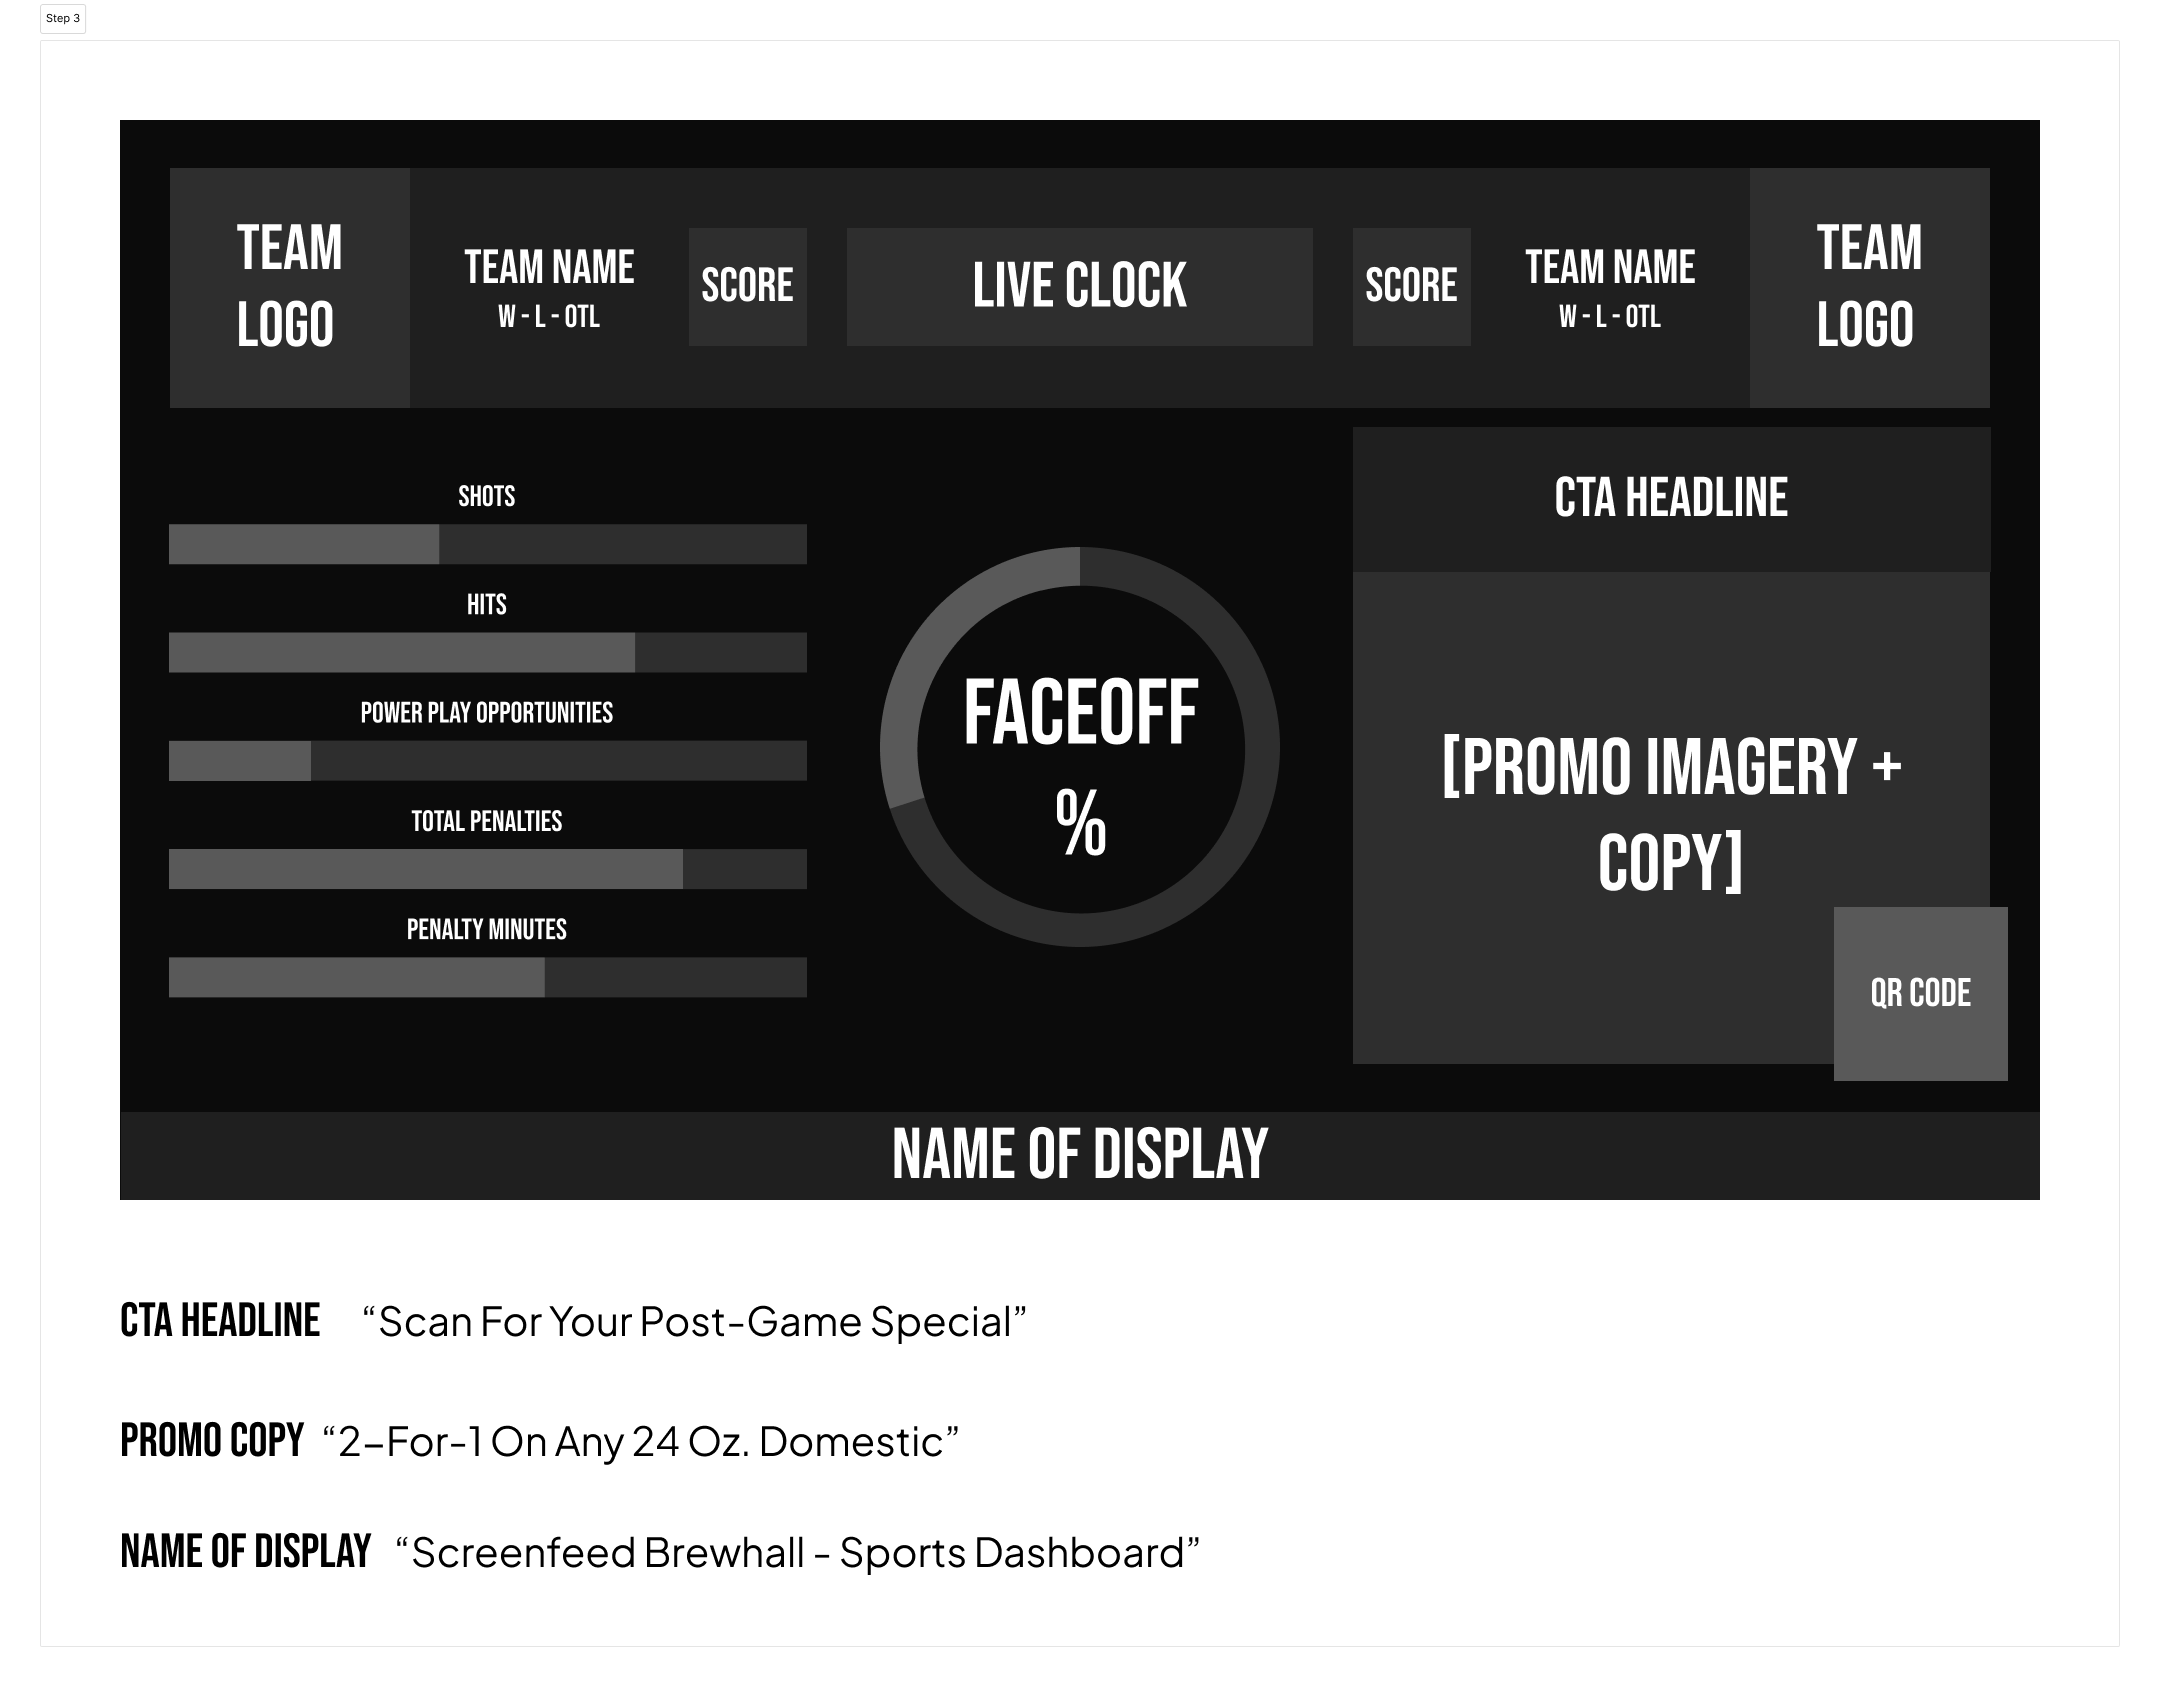 Step 3
TEAM
LOGO
TEAM NAME
W - L - OTL
SCORE
LIVE CLOCK
SCORE
TEAM NAME
W - L - OTL
TEAM
LOGO
SHOTS
HITS
POWER PLAY OPPORTUNITIES
TOTAL PENALTIES
PENALTY MINUTES
FACEOFF
%
CTA HEADLINE
[PROMO IMAGERY +
COPY]
QR CODE
NAME OF DISPLAY
CTA HEADLINE “Scan For Your Post-Game Special”
PROMO COPY “2–For-1 On Any 24 Oz. Domestic”
NAME OF DISPLAY “Screenfeed Brewhall - Sports Dashboard”